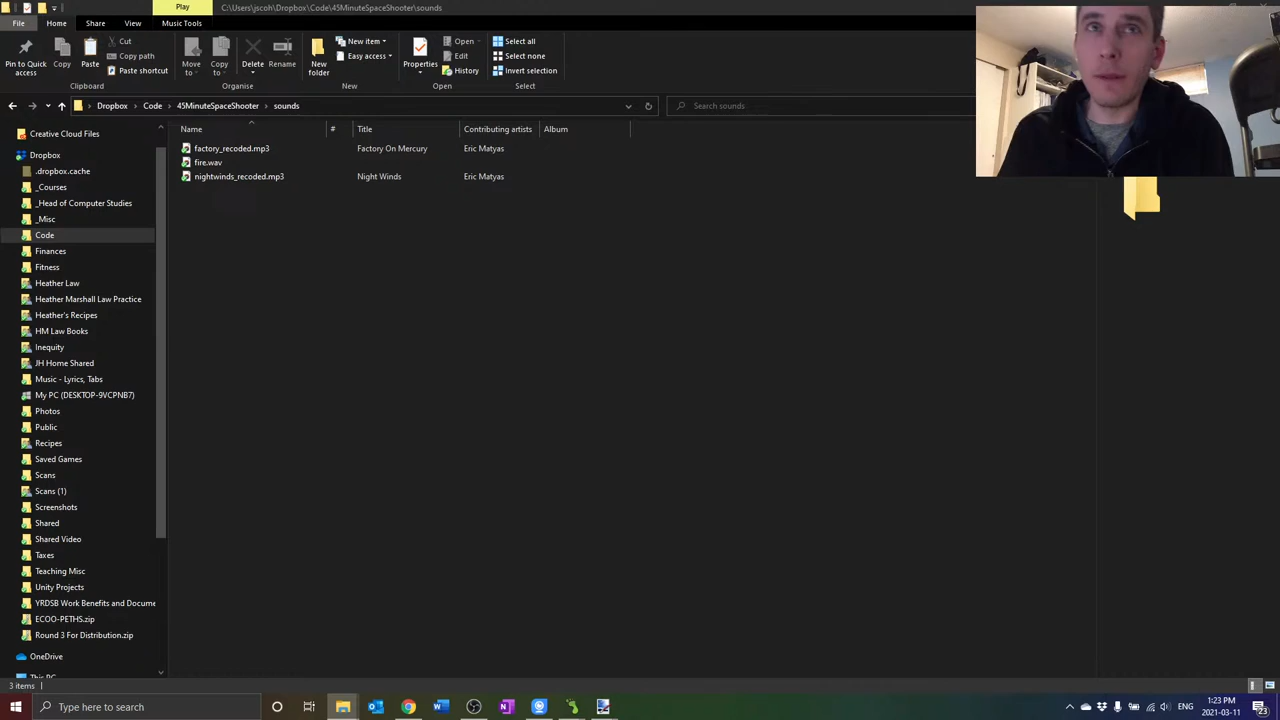 Play
C:\Users\jscoh\Dropbox\Code\45MinuteSpaceShooter\sounds
File
Home
Share
View
Music Tools
Pin to Quick access
Copy
Paste
Cut
Copy path
Paste shortcut
Clipboard
Move to
Copy to
Delete
Rename
Organise
New folder
New item
Easy access
New
Properties
Open
Edit
History
Open
Select all
Select none
Invert selection
Select
Dropbox > Code > 45MinuteSpaceShooter > sounds
Search sounds
Name
#
Title
Contributing artists
Album
factory_recoded.mp3 Factory On Mercury Eric Matyas
fire.wav
nightwinds_recoded.mp3 Night Winds Eric Matyas
Creative Cloud Files
Dropbox
.dropbox.cache
_Courses
_Head of Computer Studies
_Misc
Code
Finances
Fitness
Heather Law
Heather Marshall Law Practice
Heather's Recipes
HM Law Books
Inequity
JH Home Shared
Music - Lyrics, Tabs
My PC (DESKTOP-9VCPNB7)
Photos
Public
Recipes
Saved Games
Scans
Scans (1)
Screenshots
Shared
Shared Video
Taxes
Teaching Misc
Unity Projects
YRDSB Work Benefits and Docume
ECOO-PETHS.zip
Round 3 For Distribution.zip
OneDrive
3 items
Type here to search
ENG
1:23 PM
2021-03-11
23